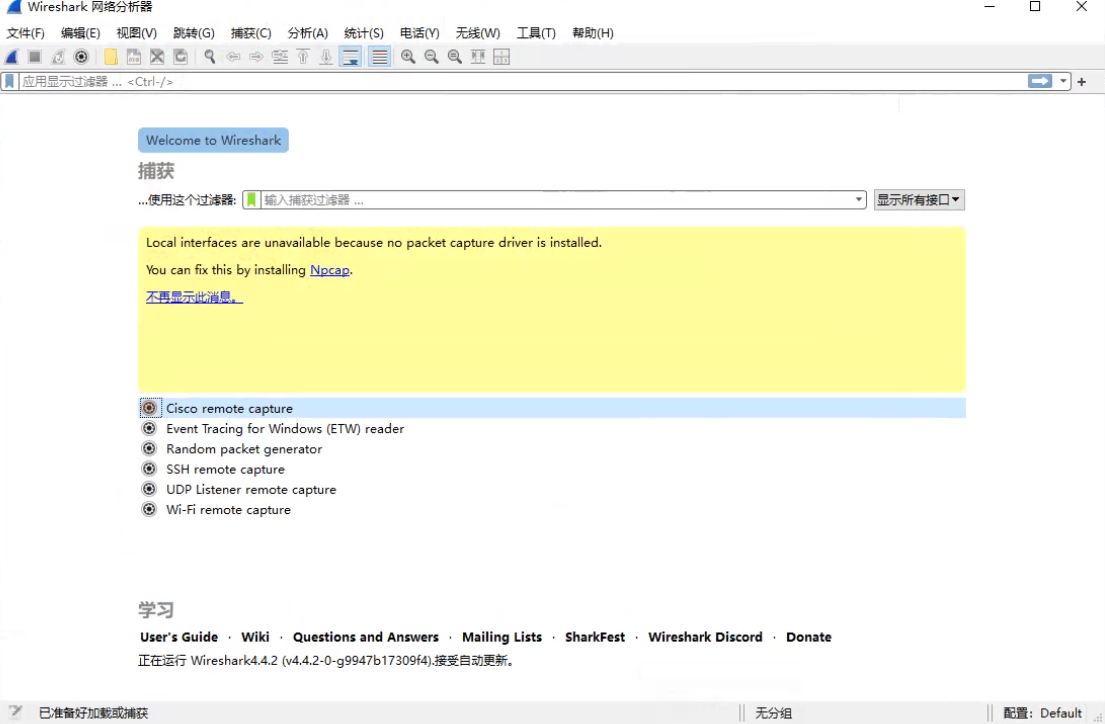 Wireshark 网络分析器
文件(F) 编辑(E) 视图(V) 跳转(G) 捕获(C) 分析(A) 统计(S) 电话(Y) 无线(W) 工具(T) 帮助(H)
应用显示过滤器 … <Ctrl-/>
Welcome to Wireshark
捕获
…使用这个过滤器: 输入捕获过滤器 … 显示所有接口
Local interfaces are unavailable because no packet capture driver is installed.
You can fix this by installing Npcap.
不再显示此消息。
Cisco remote capture
Event Tracing for Windows (ETW) reader
Random packet generator
SSH remote capture
UDP Listener remote capture
Wi-Fi remote capture
学习
User's Guide · Wiki · Questions and Answers · Mailing Lists · SharkFest · Wireshark Discord · Donate
正在运行 Wireshark4.4.2 (v4.4.2-0-g9947b17309f4).接受自动更新。
已准备好加载或捕获 无分组 配置: Default